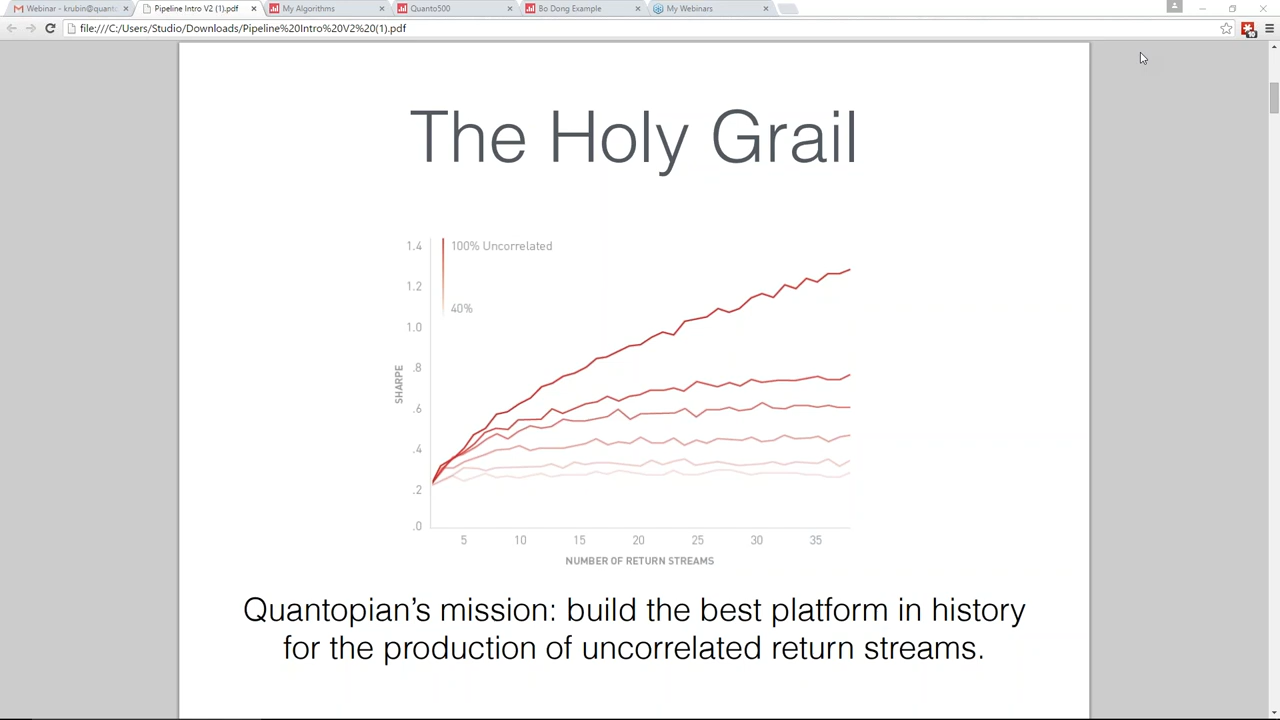 Webinar - krubin@quanto
Pipeline Intro V2 (1).pdf
My Algorithms
Quanto500
Bo Dong Example
My Webinars
file:///C:/Users/Studio/Downloads/Pipeline%20Intro%20V2%20(1).pdf
The Holy Grail
100% Uncorrelated
40%
1.4
1.2
1.0
.8
.6
.4
.2
.0
SHARPE
5 10 15 20 25 30 35
NUMBER OF RETURN STREAMS
Quantopian's mission: build the best platform in history
for the production of uncorrelated return streams.